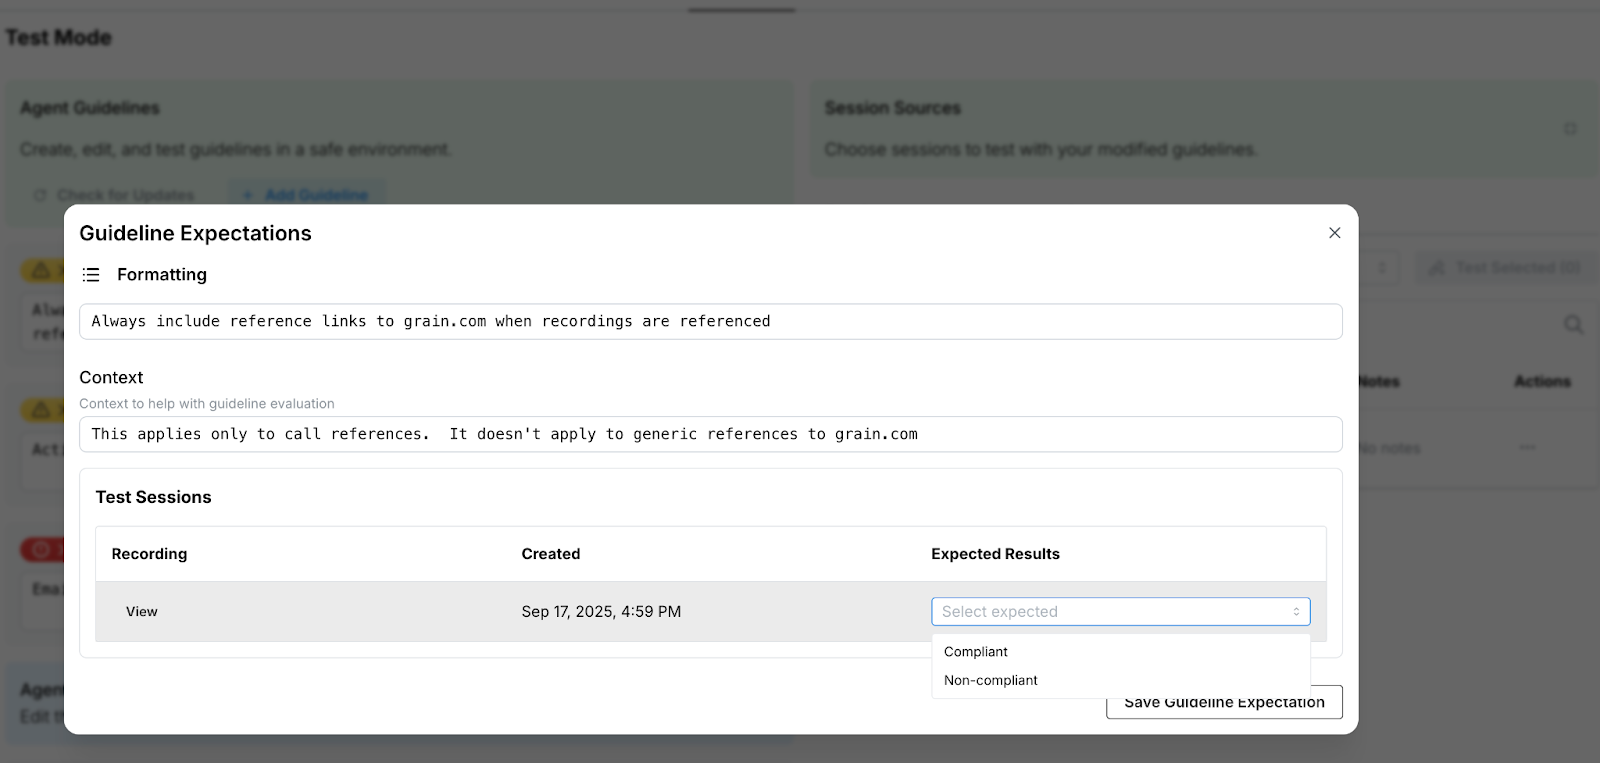 Test Mode
Agent Guidelines
Create, edit, and test guidelines in a safe environment.
Check for Updates
+ Add Guideline
Session Sources
Choose sessions to test with your modified guidelines.
Test Selected (0)
Notes
Actions
No notes
Guideline Expectations
Formatting
Always include reference links to grain.com when recordings are referenced
Context
Context to help with guideline evaluation
This applies only to call references.  It doesn't apply to generic references to grain.com
Test Sessions
Recording
Created
Expected Results
View
Sep 17, 2025, 4:59 PM
Select expected
Compliant
Non-compliant
Save Guideline Expectation
Agen